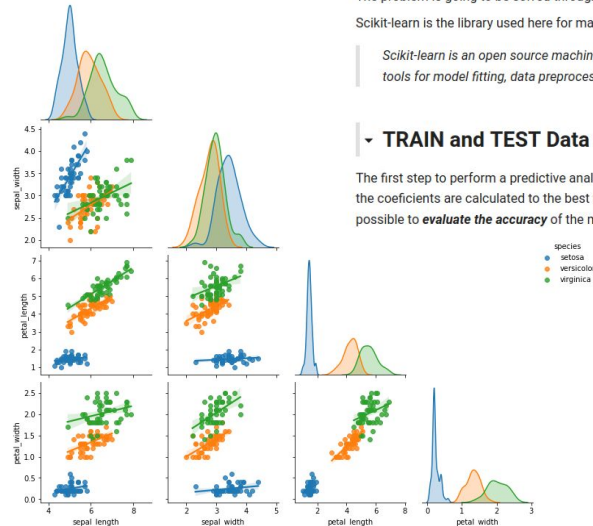 Scikit-learn is the library used here for ma
Scikit-learn is an open source machin
tools for model fitting, data preproces
TRAIN and TEST Data
The first step to perform a predictive anal
the coeficients are calculated to the best
possible to evaluate the accuracy of the n
species
setosa
versicolo
virginica
4.5
4.0
3.5
3.0
2.5
2.0
sepal_width
7
6
5
4
3
2
1
petal_length
2.5
2.0
1.5
1.0
0.5
0.0
petal_width
4 6 8
sepal_length
2 3 4 5
sepal_width
2 4 6 8
petal_length
0 1 2 3
petal_width